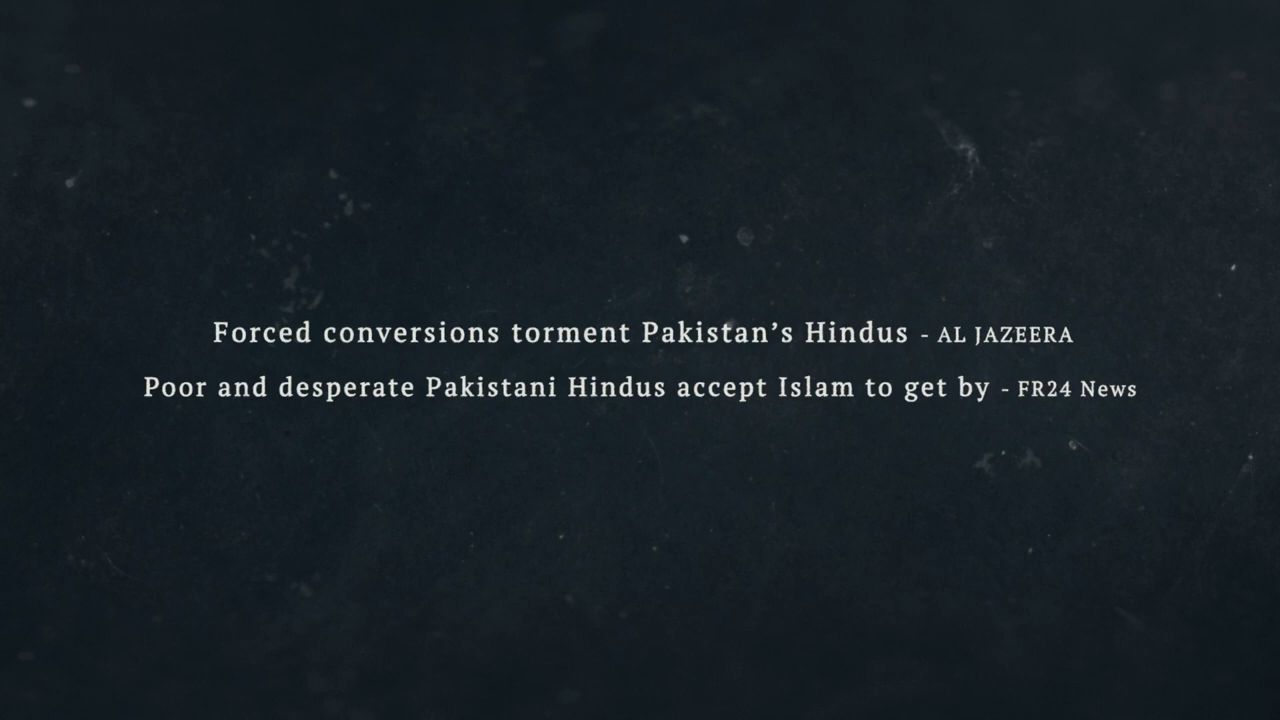 Forced conversions torment Pakistan’s Hindus - AL JAZEERA
Poor and desperate Pakistani Hindus accept Islam to get by - FR24 News